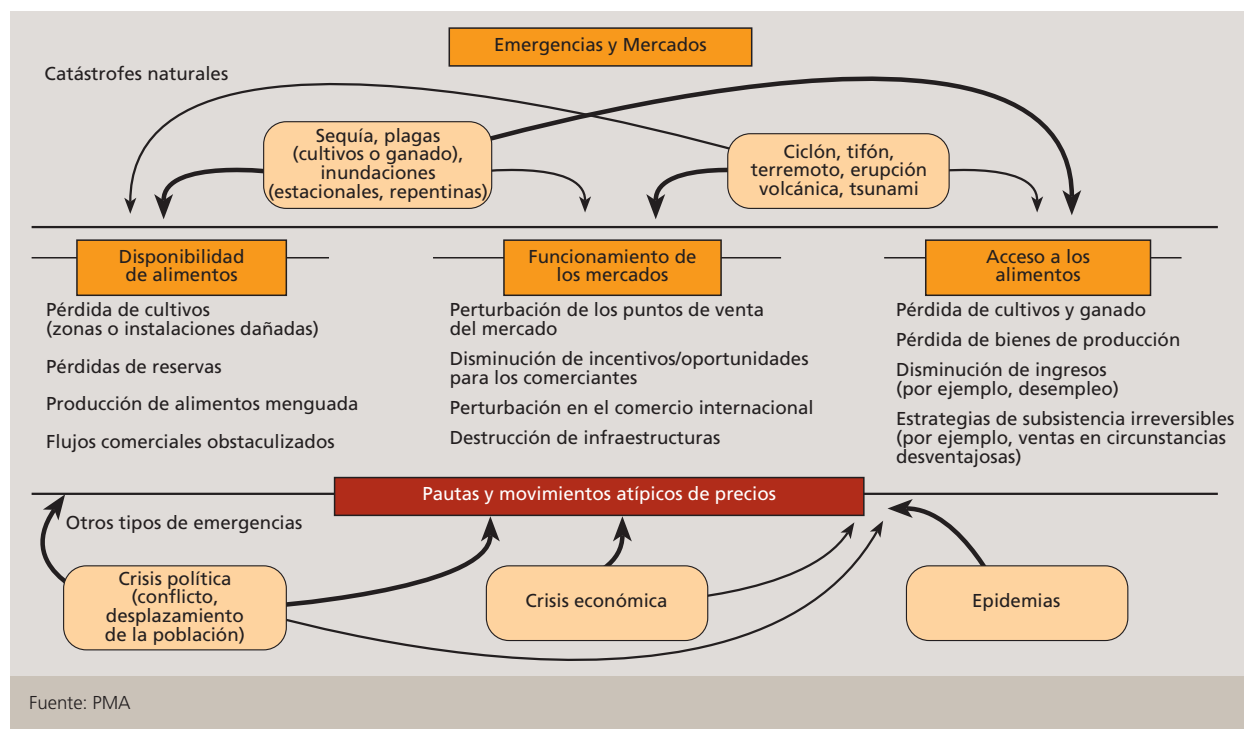 Emergencias y Mercados
Catástrofes naturales
Sequía, plagas
(cultivos o ganado),
inundaciones
(estacionales, repentinas)
Ciclón, tifón,
terremoto, erupción
volcánica, tsunami
Disponibilidad
de alimentos
Pérdida de cultivos
(zonas o instalaciones dañadas)
Pérdidas de reservas
Producción de alimentos menguada
Flujos comerciales obstaculizados
Funcionamiento de
los mercados
Perturbación de los puntos de venta
del mercado
Disminución de incentivos/oportunidades
para los comerciantes
Perturbación en el comercio internacional
Destrucción de infraestructuras
Acceso a los
alimentos
Pérdida de cultivos y ganado
Pérdida de bienes de producción
Disminución de ingresos
(por ejemplo, desempleo)
Estrategias de subsistencia irreversibles
(por ejemplo, ventas en circunstancias
desventajosas)
Pautas y movimientos atípicos de precios
Otros tipos de emergencias
Crisis política
(conflicto,
desplazamiento
de la población)
Crisis económica
Epidemias
Fuente: PMA